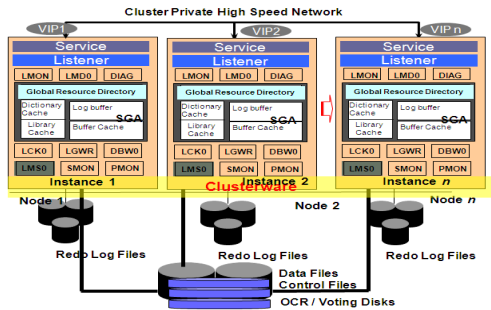 Cluster Private High Speed Network
VIP1
VIP2
VIP n
Service
Listener
LMON LMD0 DIAG
Global Resource Directory
Dictionary
Cache
Log buffer
SGA
Library
Cache
Buffer Cache
LCK0 LGWR DBW0
LMS0 SMON PMON
Instance 1
Service
Listener
LMON LMD0 DIAG
Global Resource Directory
Dictionary
Cache
Log buffer
SGA
Library
Cache
Buffer Cache
LCK0 LGWR DBW0
LMS0 SMON PMON
Instance 2
Service
Listener
LMON LMD0 DIAG
Global Resource Directory
Dictionary
Cache
Log buffer
SGA
Library
Cache
Buffer Cache
LCK0 LGWR DBW0
LMS0 SMON PMON
Instance n
Clusterware
Node 1
Node 2
Node n
Redo Log Files
Redo Log Files
Redo Log Files
Data Files
Control Files
OCR / Voting Disks